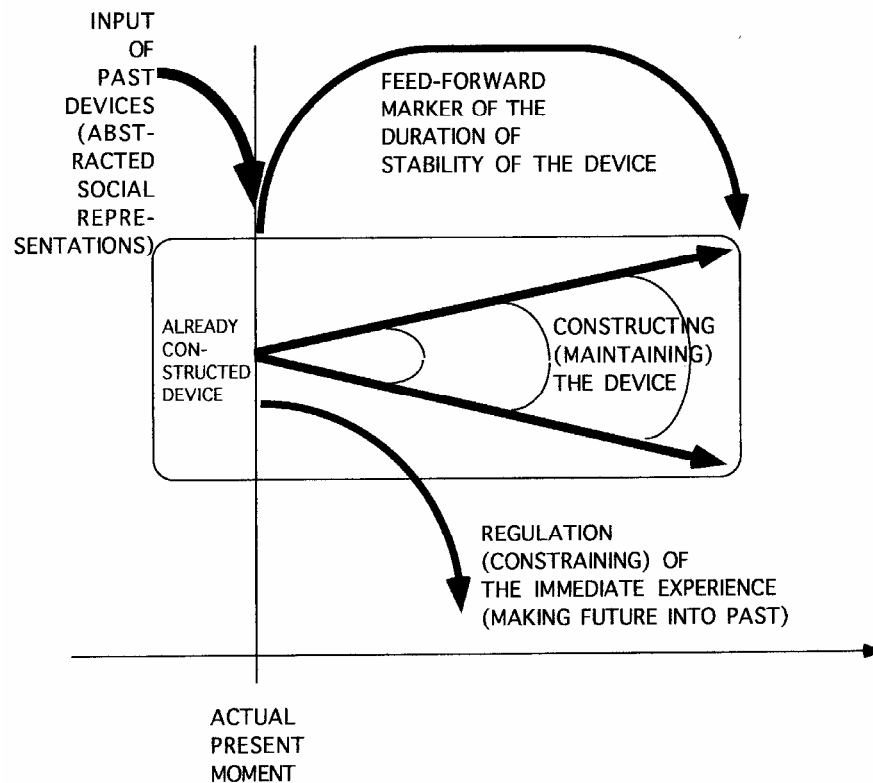 INPUT
OF
PAST
DEVICES
(ABST-
RACTED
SOCIAL
REPRE-
SENTATIONS)
FEED-FORWARD
MARKER OF THE
DURATION OF
STABILITY OF THE DEVICE
ALREADY
CON-
STRUCTED
DEVICE
CONSTRUCTING
(MAINTAINING)
THE DEVICE
REGULATION
(CONSTRAINING) OF
THE IMMEDIATE EXPERIENCE
(MAKING FUTURE INTO PAST)
ACTUAL
PRESENT
MOMENT